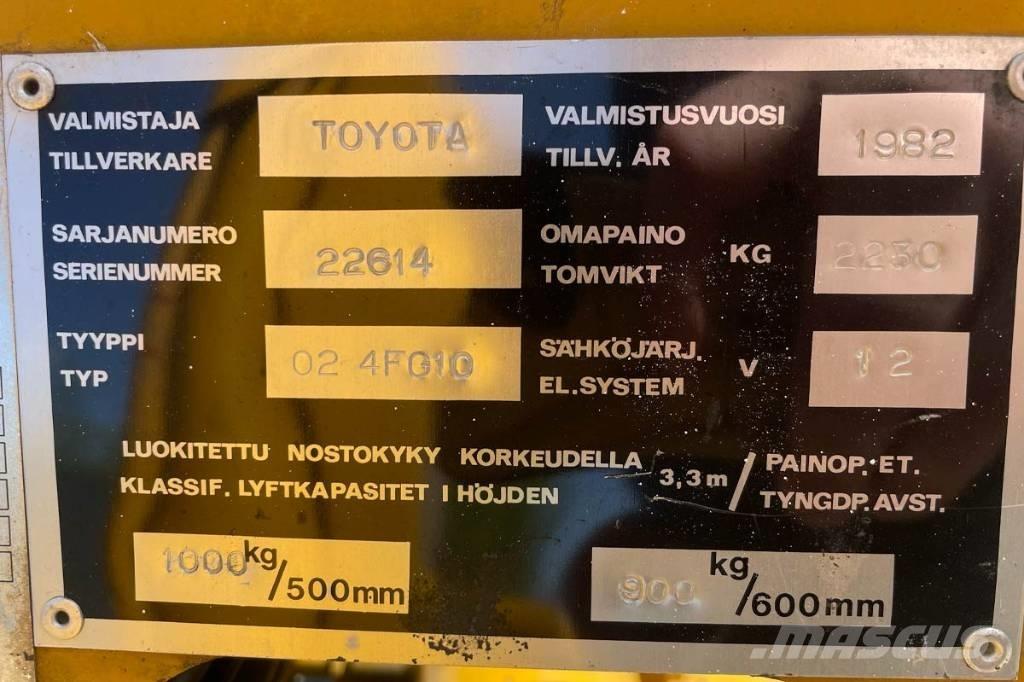 VALMISTAJA TOYOTA VALMISTUSVUOSI 1982
TILLVERKARE TILLV. ÅR
SARJANUMERO 22614 OMAPAINO KG 2230
SERIENUMMER TOMVIKT
TYYPPI 02 4FG10 SÄHKÖJÄRJ. V 12
TYP EL.SYSTEM
LUOKITETTU NOSTOKYKY KORKEUDELLA 3,3m / PAINOP. ET.
KLASSIF. LYFTKAPASITET I HÖJDEN TYNGDP. AVST.
1000 kg/500mm 900 kg/600mm
MASCUS